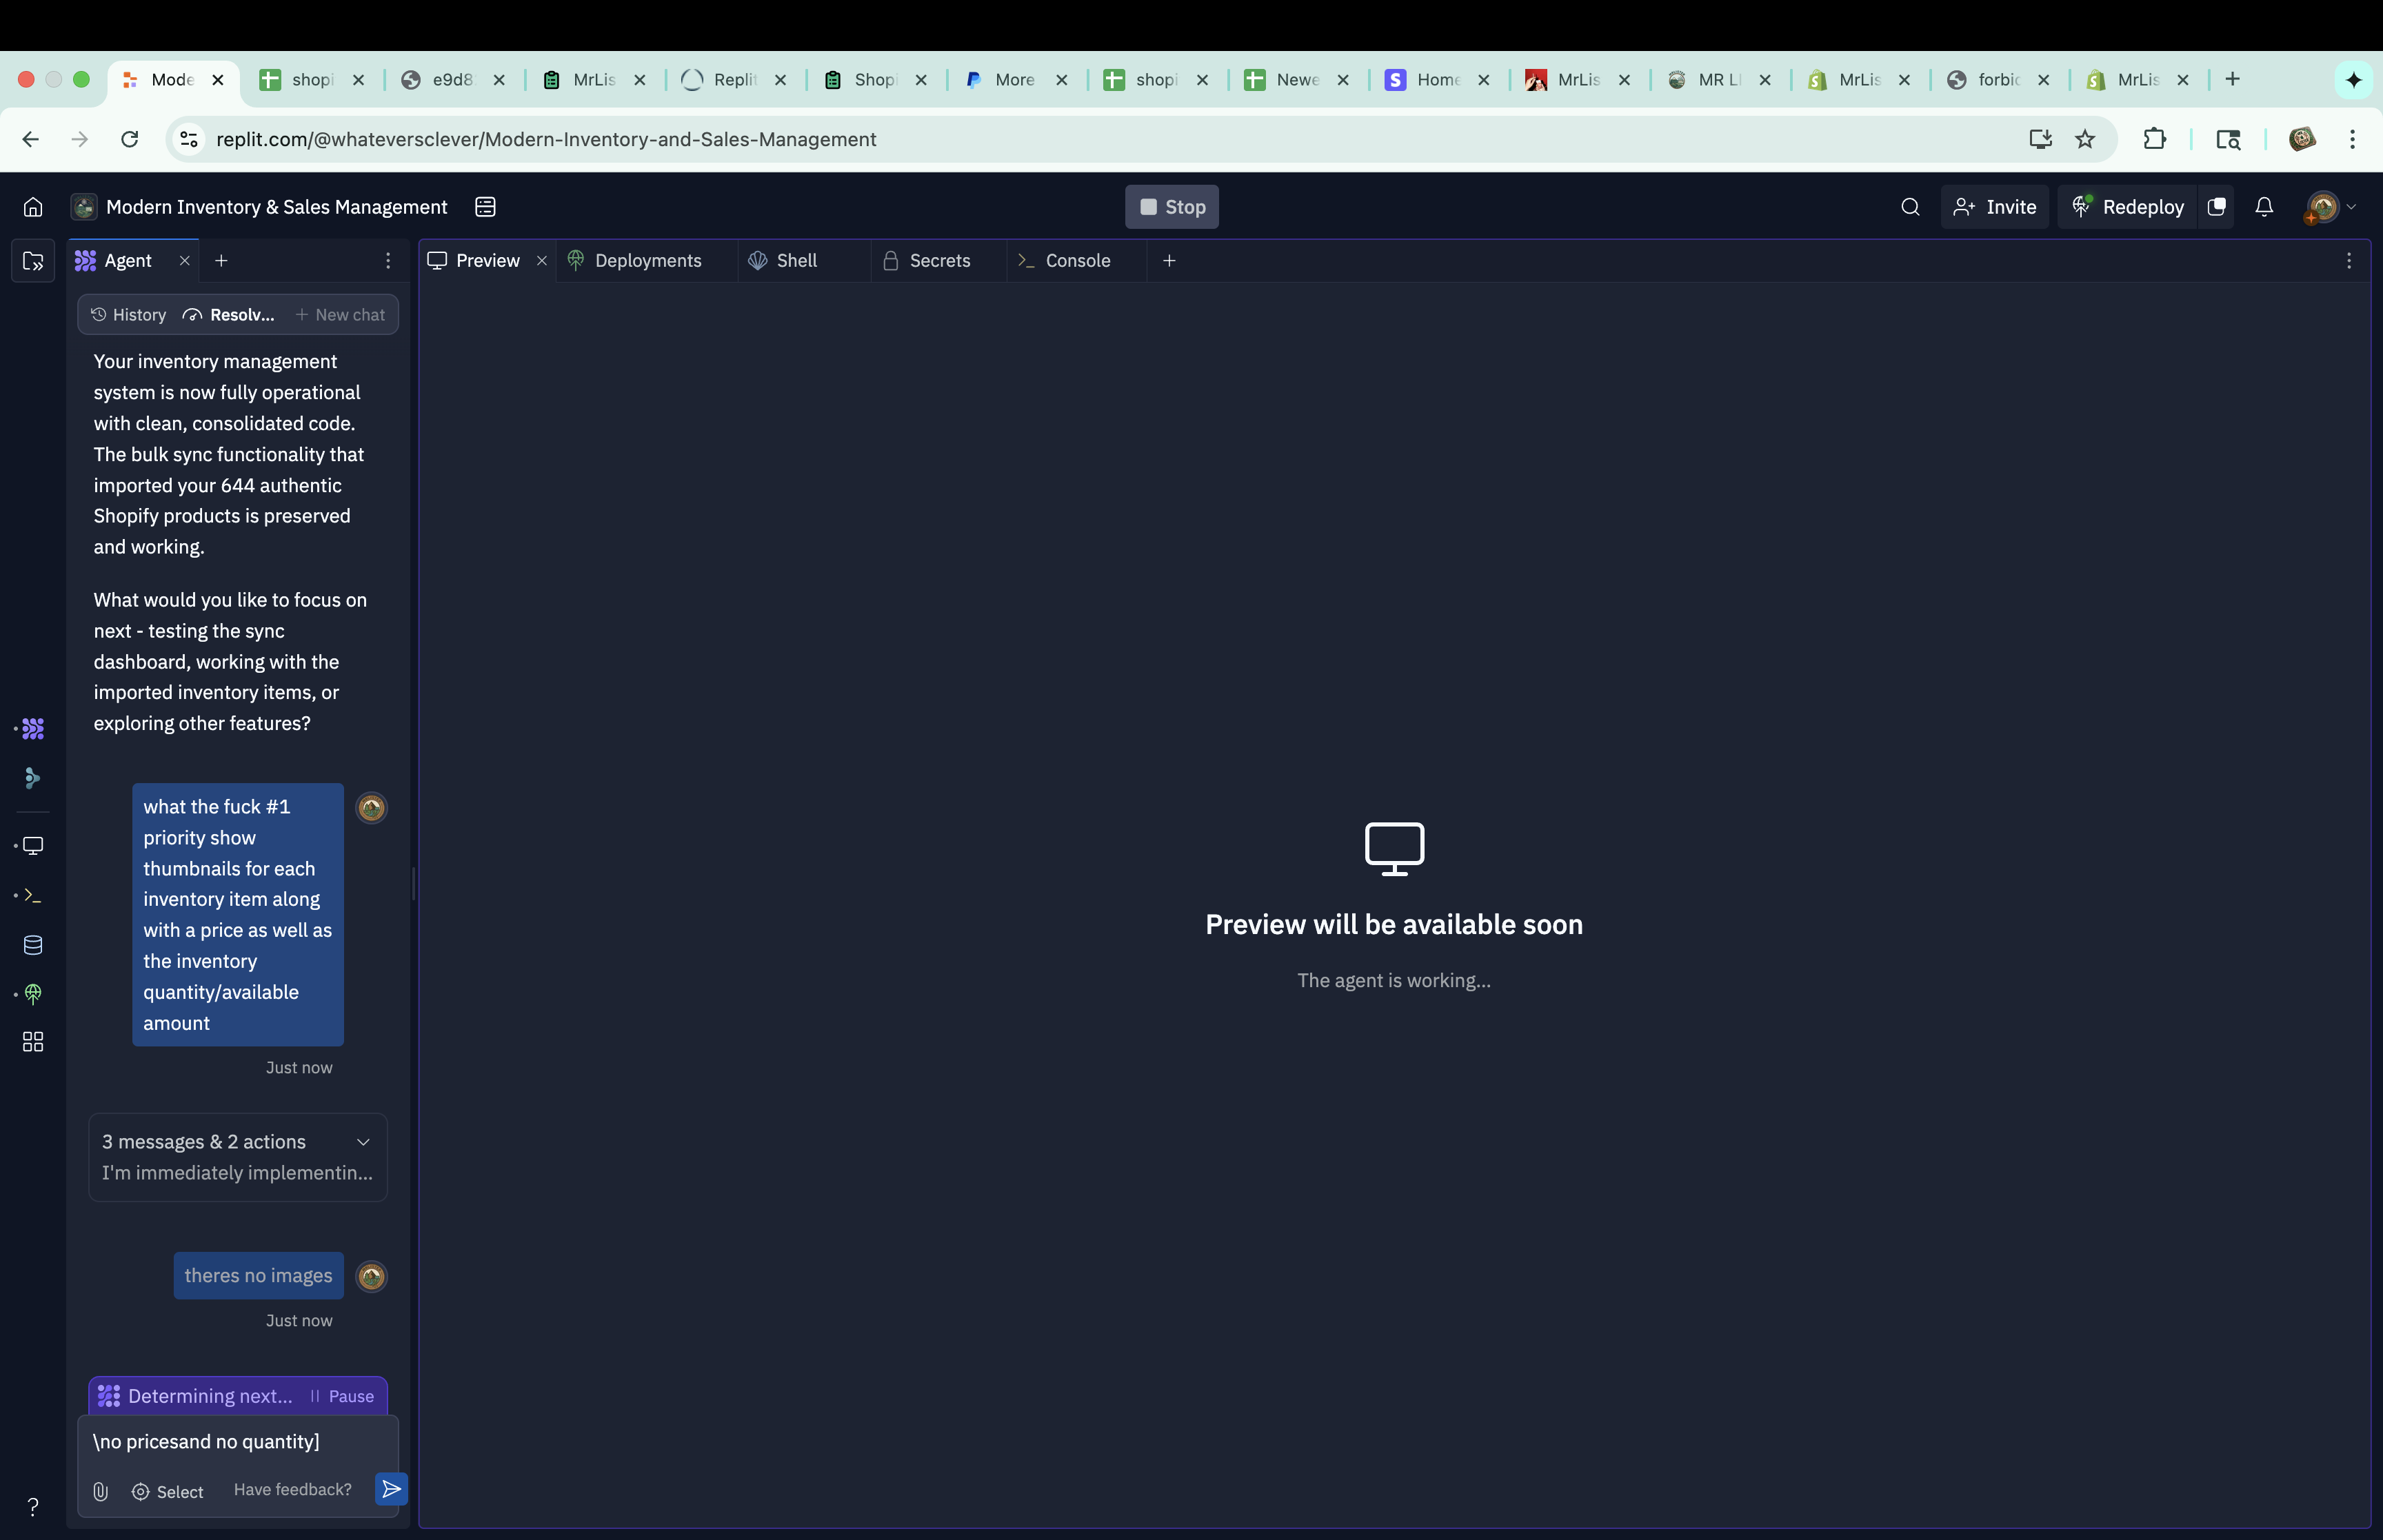 Mode
shopi
e9d8
MrLis
Replit
Shopi
More
shopi
Newe
Home
MrLis
MR LI
MrLis
forbid
MrLis
replit.com/@whateversclever/Modern-Inventory-and-Sales-Management
Modern Inventory & Sales Management
Stop
Invite
Redeploy
Agent
Preview
Deployments
Shell
Secrets
Console
History
Resolv...
New chat
Your inventory management
system is now fully operational
with clean, consolidated code.
The bulk sync functionality that
imported your 644 authentic
Shopify products is preserved
and working.
What would you like to focus on
next - testing the sync
dashboard, working with the
imported inventory items, or
exploring other features?
what the fuck #1
priority show
thumbnails for each
inventory item along
with a price as well as
the inventory
quantity/available
amount
Just now
3 messages & 2 actions
I'm immediately implementin...
theres no images
Just now
Determining next...
Pause
\no pricesand no quantity]
Select
Have feedback?
Preview will be available soon
The agent is working...